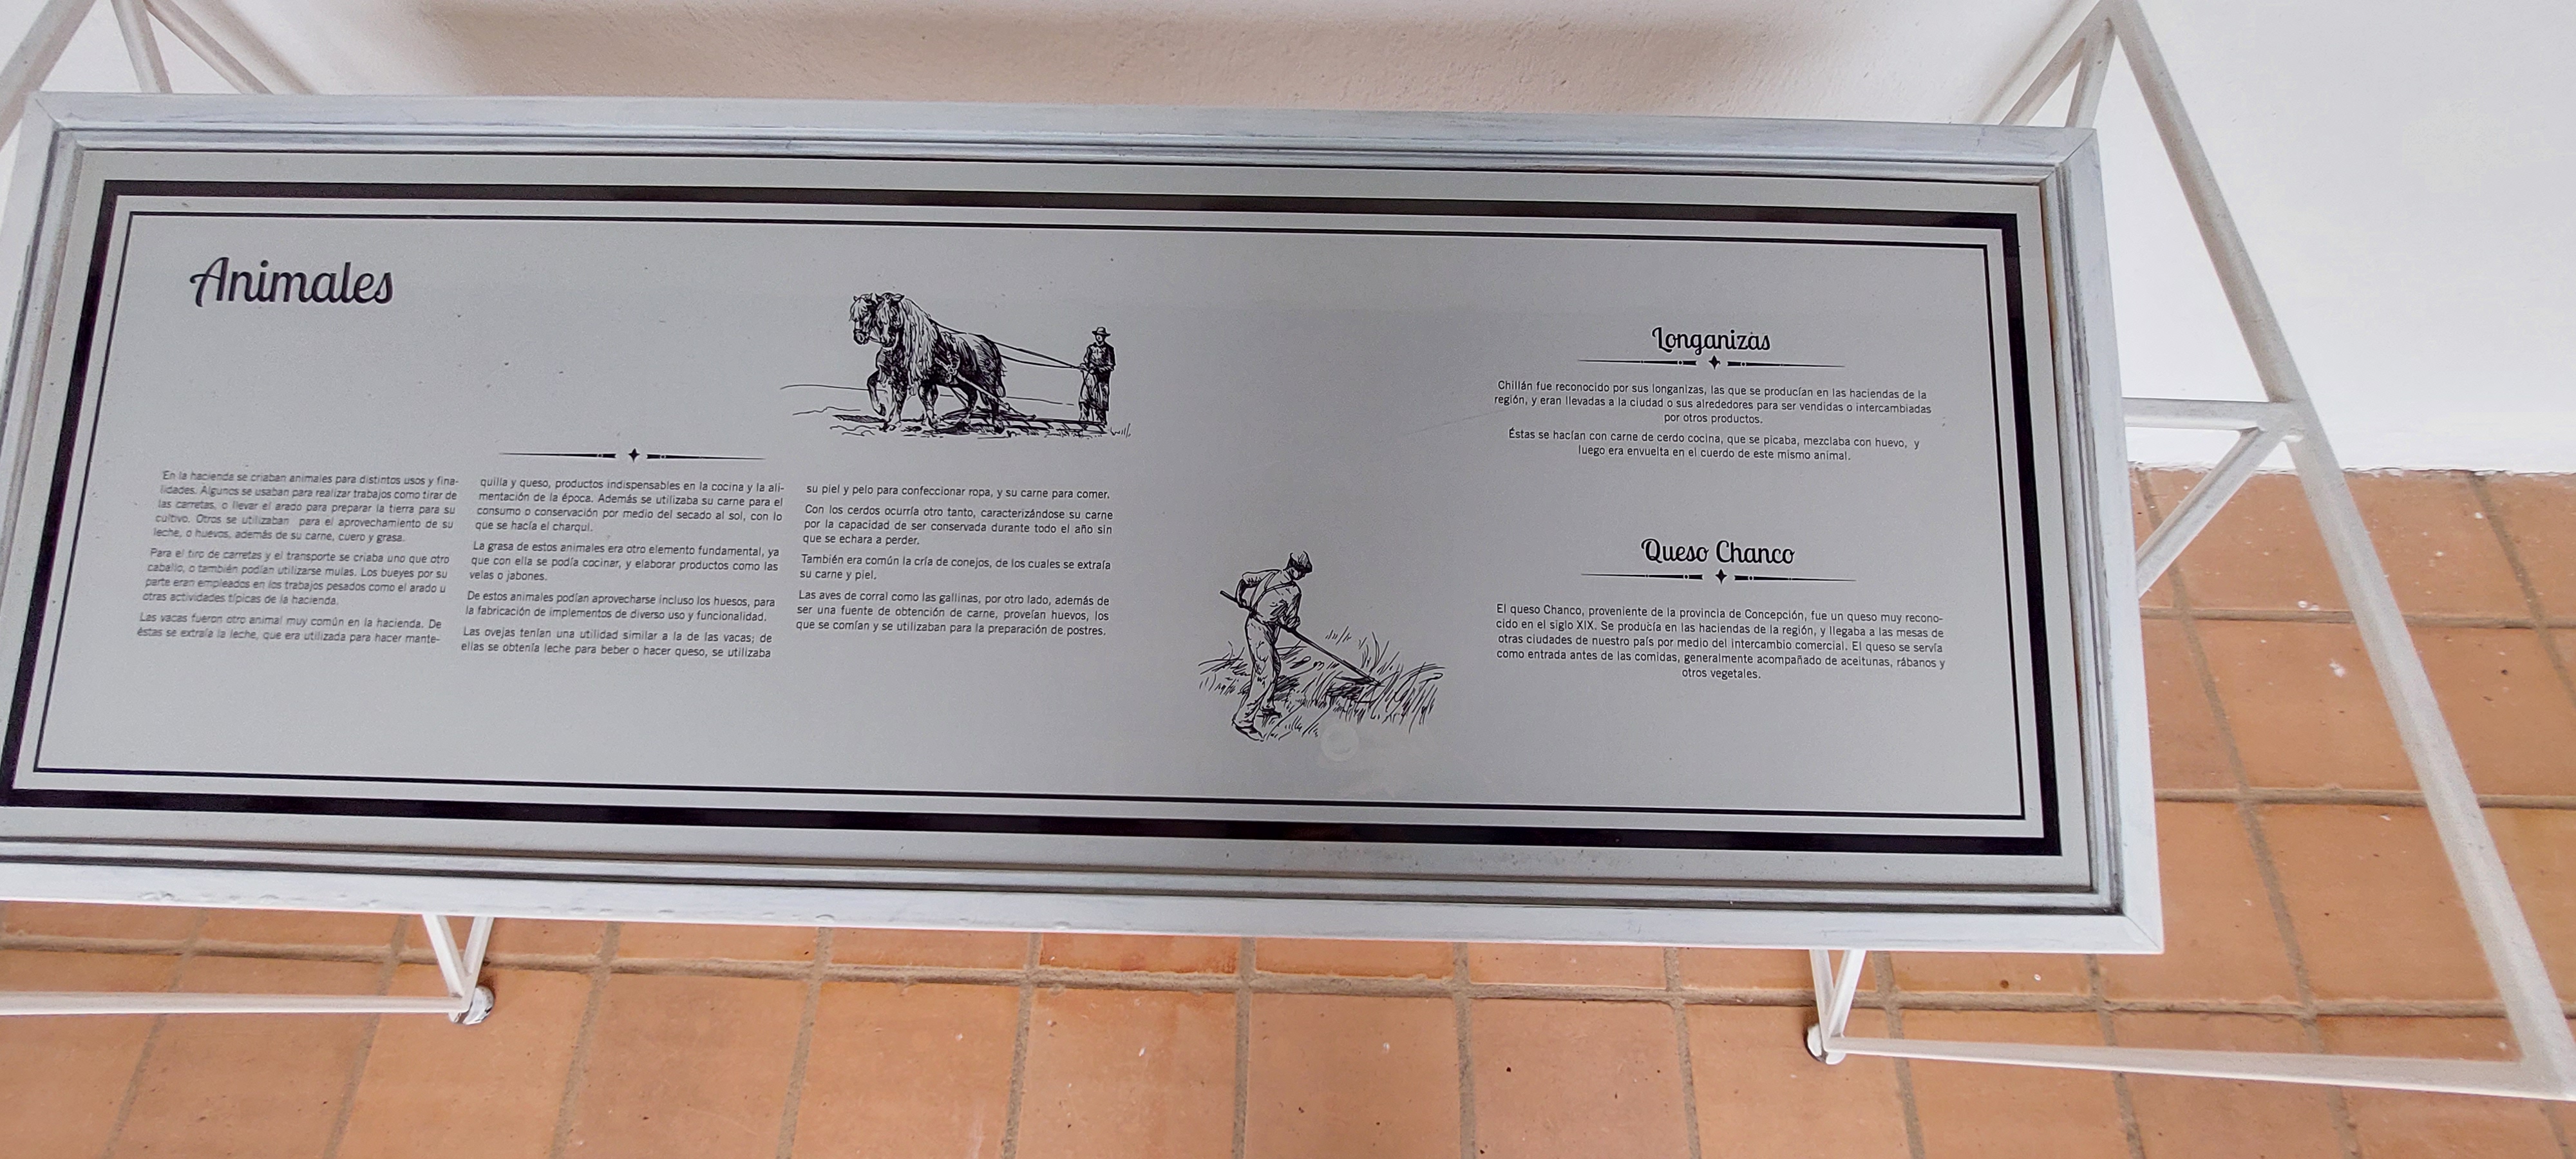 Animales
En la hacienda se criaban animales para distintos usos y fina-
lidades. Algunos se usaban para realizar trabajos como tirar de
las carretas, o llevar el arado para preparar la tierra para su
cultivo. Otros se utilizaban para el aprovechamiento de su
leche, o huevos, además de su carne, cuero y grasa.
Para el tiro de carretas y el transporte se criaba uno que otro
caballo, o también podían utilizarse mulas. Los bueyes por su
parte eran empleados en los trabajos pesados como el arado u
otras actividades típicas de la hacienda.
Las vacas fueron otro animal muy común en la hacienda. De
éstas se extraía la leche, que era utilizada para hacer mante-
quilla y queso, productos indispensables en la cocina y la ali-
mentación de la época. Además se utilizaba su carne para el
consumo o conservación por medio del secado al sol, con lo
que se hacía el charqui.
La grasa de estos animales era otro elemento fundamental, ya
que con ella se podía cocinar, y elaborar productos como las
velas o jabones.
De estos animales podían aprovecharse incluso los huesos, para
la fabricación de implementos de diverso uso y funcionalidad.
Las ovejas tenían una utilidad similar a la de las vacas; de
ellas se obtenía leche para beber o hacer queso, se utilizaba
su piel y pelo para confeccionar ropa, y su carne para comer.
Con los cerdos ocurría otro tanto, caracterizándose su carne
por la capacidad de ser conservada durante todo el año sin
que se echara a perder.
También era común la cría de conejos, de los cuales se extraía
su carne y piel.
Las aves de corral como las gallinas, por otro lado, además de
ser una fuente de obtención de carne, proveían huevos, los
que se comían y se utilizaban para la preparación de postres.
Longanizas
Chillán fue reconocido por sus longanizas, las que se producían en las haciendas de la
región, y eran llevadas a la ciudad o sus alrededores para ser vendidas o intercambiadas
por otros productos.
Éstas se hacían con carne de cerdo cocina, que se picaba, mezclaba con huevo, y
luego era envuelta en el cuerdo de este mismo animal.
Queso Chanco
El queso Chanco, proveniente de la provincia de Concepción, fue un queso muy recono-
cido en el siglo XIX. Se producía en las haciendas de la región, y llegaba a las mesas de
otras ciudades de nuestro país por medio del intercambio comercial. El queso se servía
como entrada antes de las comidas, generalmente acompañado de aceitunas, rábanos y
otros vegetales.